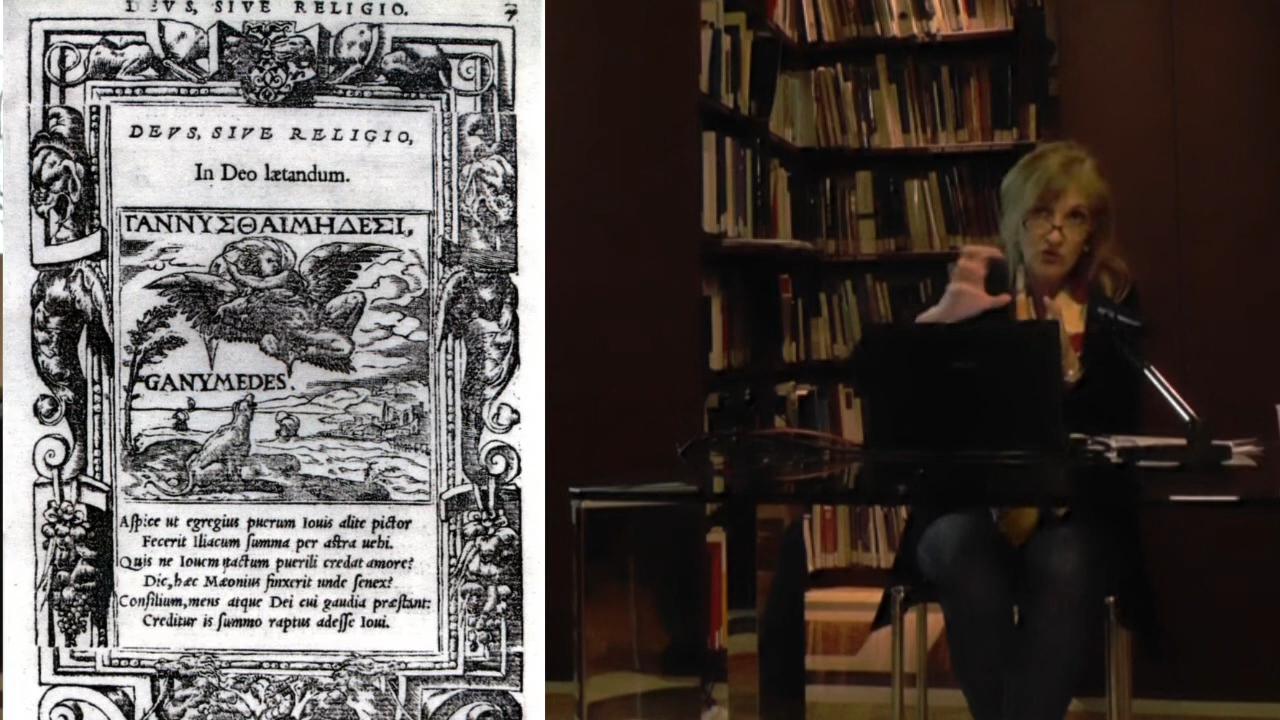 DEVS, SIVE RELIGIO.
7
DEVS, SIVE RELIGIO,
In Deo lætandum.
ΓΑΝΝΥΣΘΑΙΜΗΔΕΣΙ,
GANYMEDES.
Aſpice ut egregius puerum Iouis alite pictor
Fecerit Iliacum ſumma per aſtra uehi.
Quis ne Iouem tactum puerili credat amore?
Dic, hæc Mæonius finxerit unde ſenex?
Conſilium, mens atque Dei cui gaudia præſtant:
Creditur is ſummo raptus adeſſe Ioui.